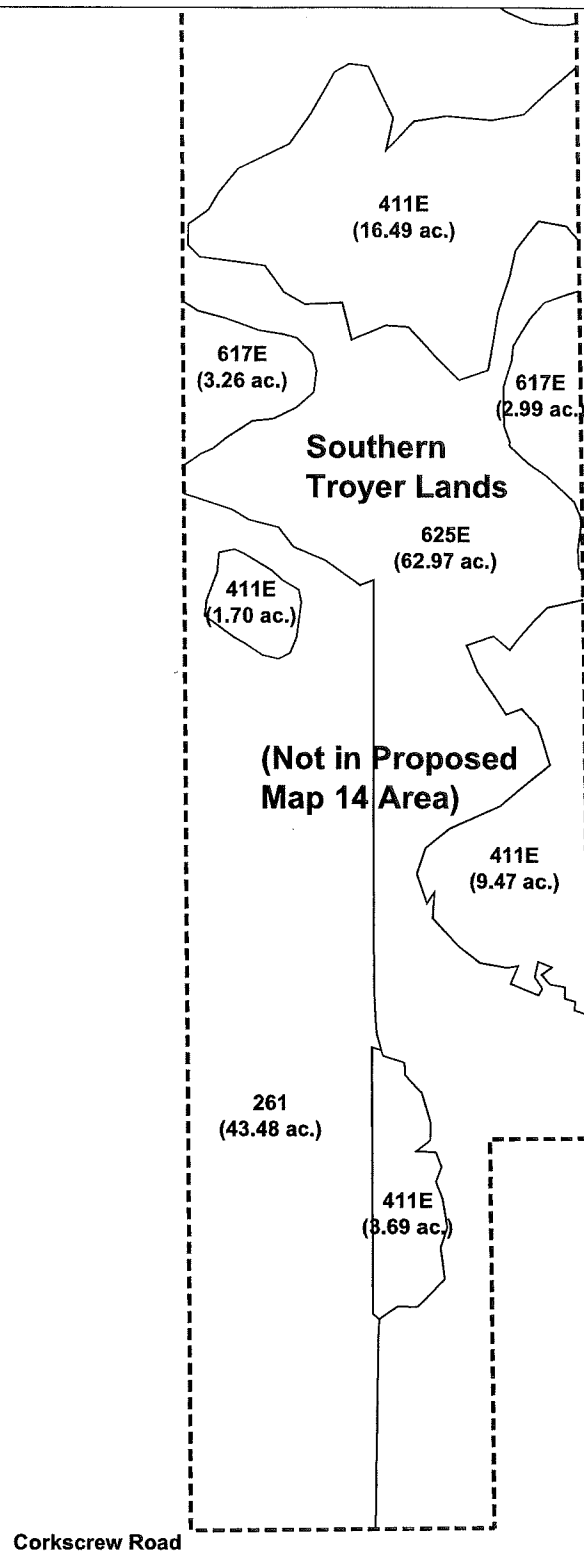 411E
(16.49 ac.)
617E
(3.26 ac.)
617E
(2.99 ac.)
Southern
Troyer Lands
625E
(62.97 ac.)
411E
(1.70 ac.)
(Not in Proposed
Map 14 Area)
411E
(9.47 ac.)
261
(43.48 ac.)
411E
(3.69 ac.)
Corkscrew Road